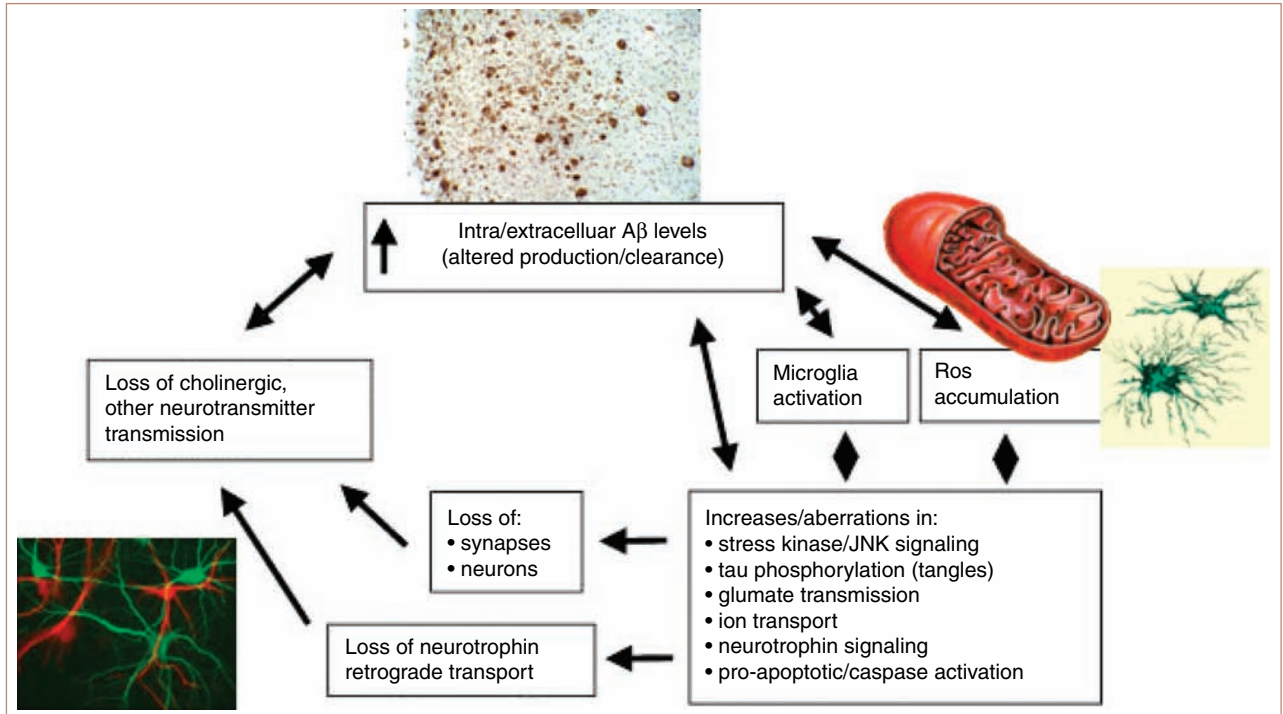 Intra/extracelluar Aβ levels
(altered production/clearance)
Loss of cholinergic,
other neurotransmitter
transmission
Microglia
activation
Ros
accumulation
Loss of:
• synapses
• neurons
Increases/aberrations in:
• stress kinase/JNK signaling
• tau phosphorylation (tangles)
• glumate transmission
• ion transport
• neurotrophin signaling
• pro-apoptotic/caspase activation
Loss of neurotrophin
retrograde transport